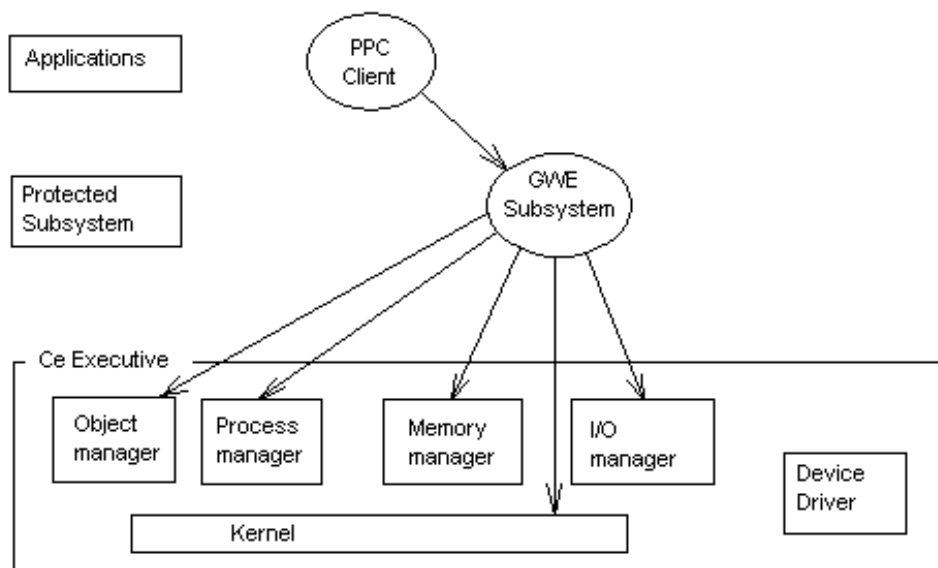 Applications
PPC
Client
Protected
Subsystem
GWE
Subsystem
Ce Executive
Object
manager
Process
manager
Memory
manager
I/O
manager
Device
Driver
Kernel